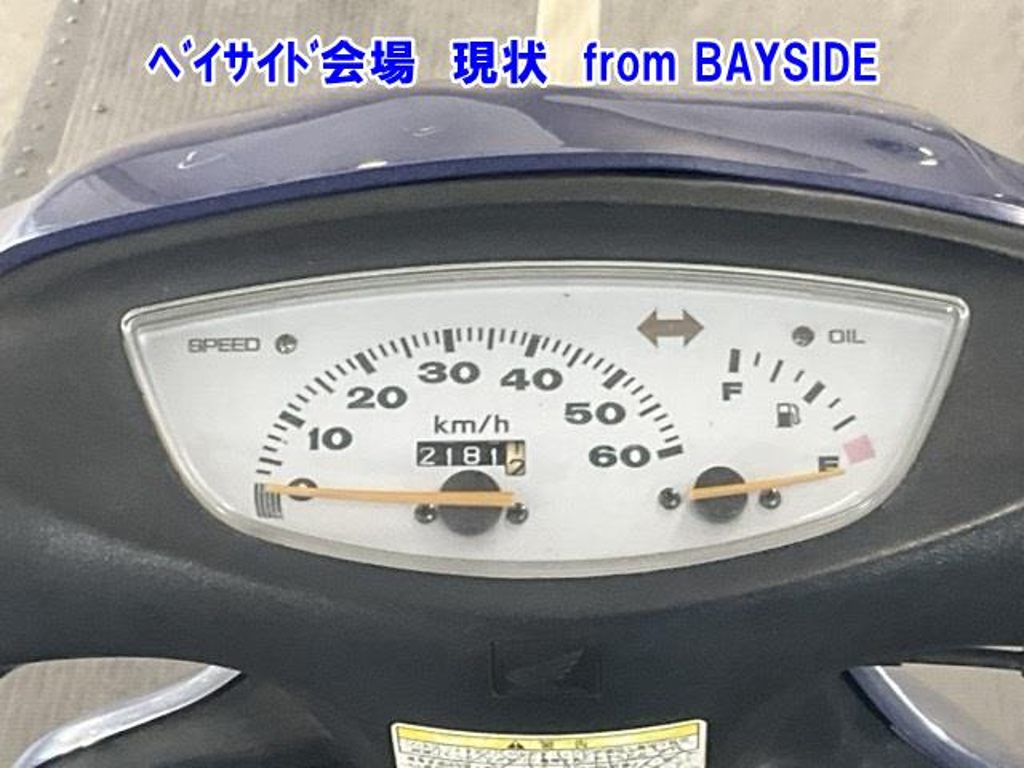 ﾍﾞｲｻｲﾄﾞ会場　現状　from BAYSIDE
SPEED
OIL
F
E
0
10
20
30
40
50
60
km/h
2181